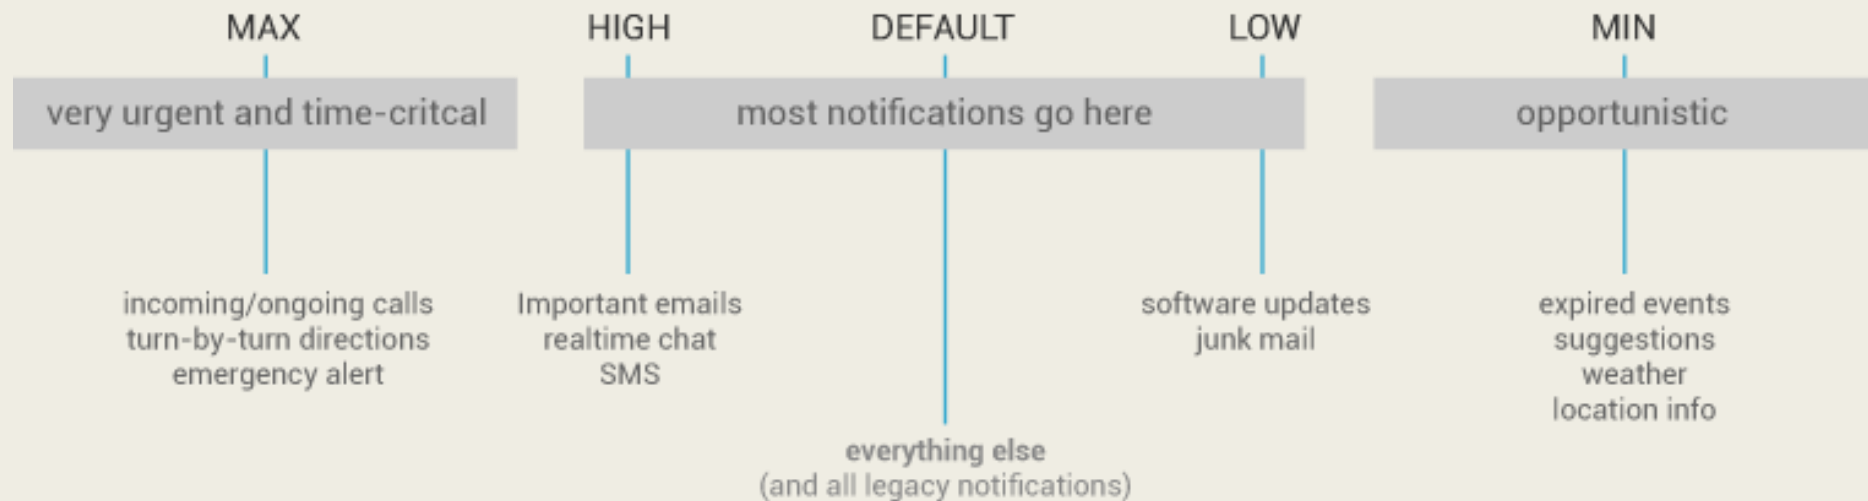 MAX HIGH DEFAULT LOW MIN
very urgent and time-critcal most notifications go here opportunistic
incoming/ongoing calls
turn-by-turn directions
emergency alert
Important emails
realtime chat
SMS
everything else
(and all legacy notifications)
software updates
junk mail
expired events
suggestions
weather
location info